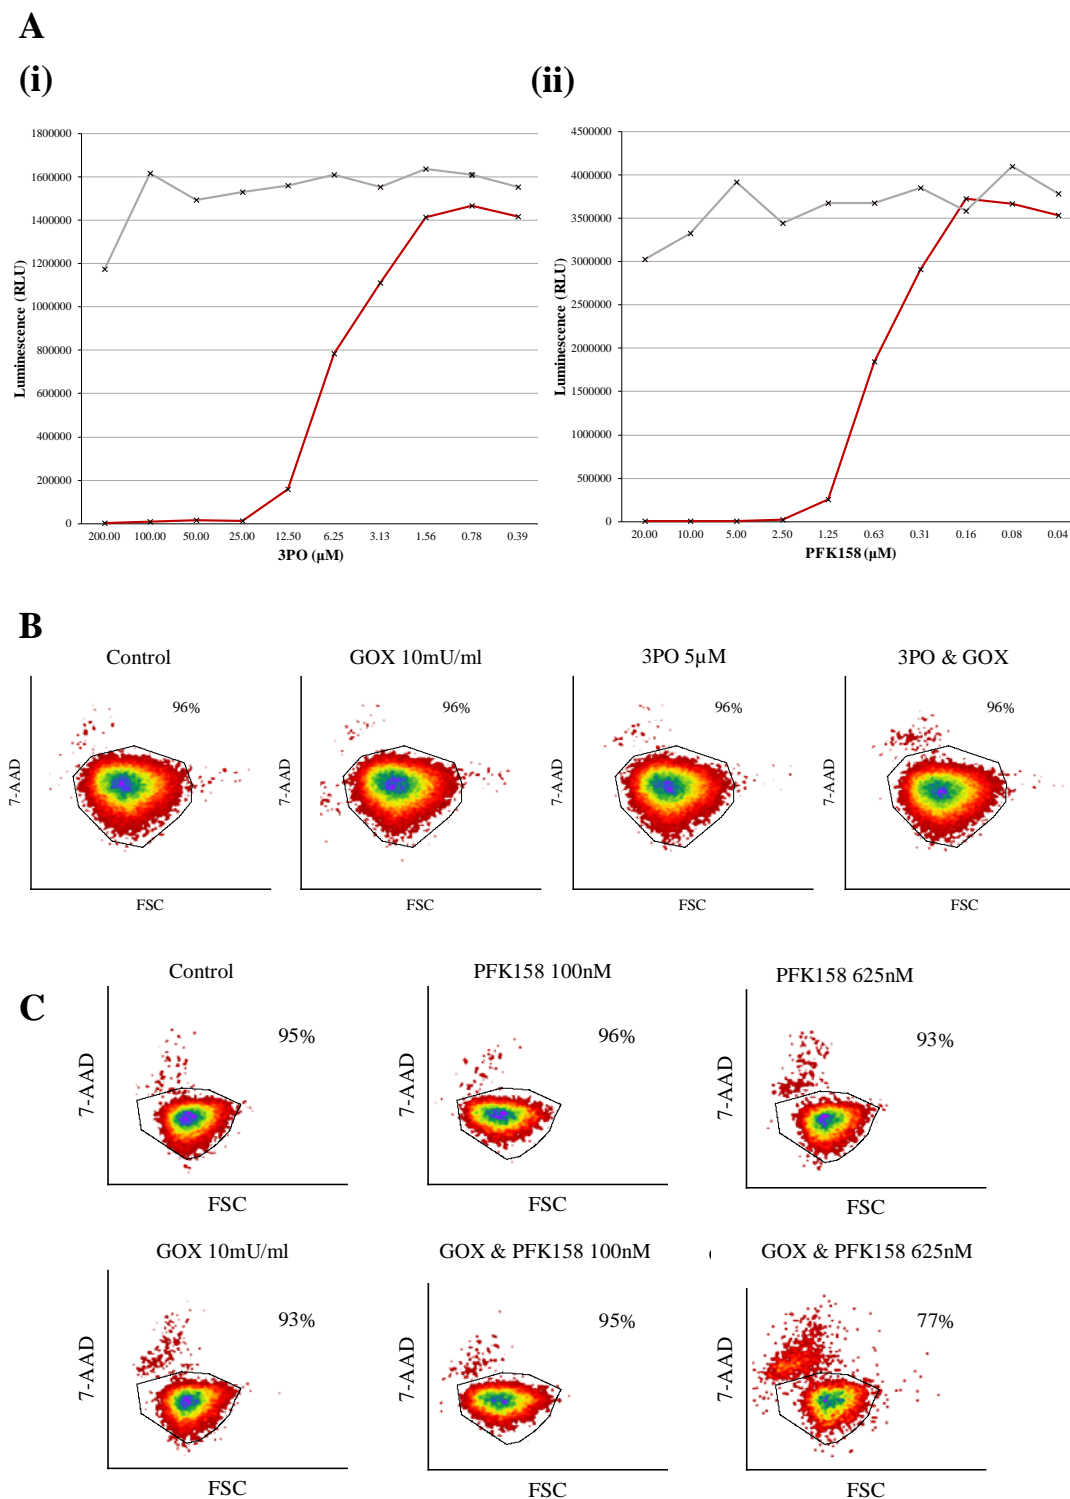 A
(i)
(ii)
1800000
1600000
1400000
1200000
1000000
800000
600000
400000
200000
0
Luminescence (RLU)
200.00 100.00 50.00 25.00 12.50 6.25 3.13 1.56 0.78 0.39
3PO (µM)
4500000
4000000
3500000
3000000
2500000
2000000
1500000
1000000
500000
0
Luminescence (RLU)
20.00 10.00 5.00 2.50 1.25 0.63 0.31 0.16 0.08 0.04
PFK158 (µM)
B
Control
96%
7-AAD
FSC
GOX 10mU/ml
96%
7-AAD
FSC
3PO 5µM
96%
7-AAD
FSC
3PO & GOX
96%
7-AAD
FSC
C
Control
95%
7-AAD
FSC
PFK158 100nM
96%
7-AAD
FSC
PFK158 625nM
93%
7-AAD
FSC
GOX 10mU/ml
93%
7-AAD
FSC
GOX & PFK158 100nM
95%
7-AAD
FSC
GOX & PFK158 625nM
77%
7-AAD
FSC